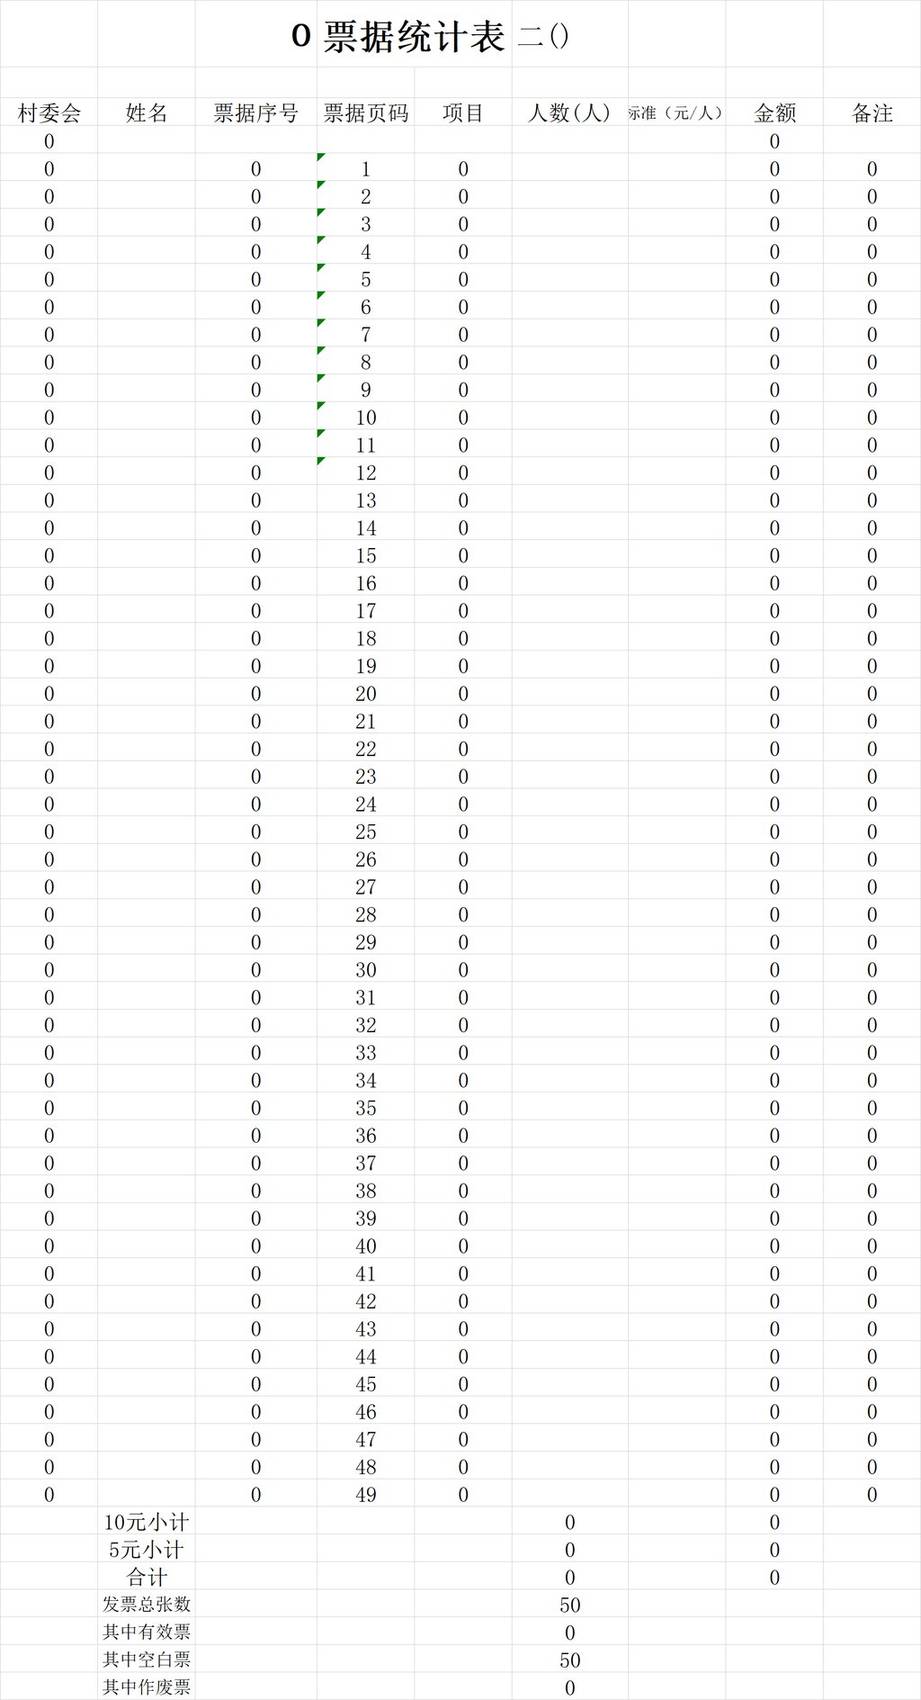 0 票据统计表 二()
村委会 姓名 票据序号 票据页码 项目 人数(人) 标准（元/人） 金额 备注
0 0
0 0 1 0 0 0
0 0 2 0 0 0
0 0 3 0 0 0
0 0 4 0 0 0
0 0 5 0 0 0
0 0 6 0 0 0
0 0 7 0 0 0
0 0 8 0 0 0
0 0 9 0 0 0
0 0 10 0 0 0
0 0 11 0 0 0
0 0 12 0 0 0
0 0 13 0 0 0
0 0 14 0 0 0
0 0 15 0 0 0
0 0 16 0 0 0
0 0 17 0 0 0
0 0 18 0 0 0
0 0 19 0 0 0
0 0 20 0 0 0
0 0 21 0 0 0
0 0 22 0 0 0
0 0 23 0 0 0
0 0 24 0 0 0
0 0 25 0 0 0
0 0 26 0 0 0
0 0 27 0 0 0
0 0 28 0 0 0
0 0 29 0 0 0
0 0 30 0 0 0
0 0 31 0 0 0
0 0 32 0 0 0
0 0 33 0 0 0
0 0 34 0 0 0
0 0 35 0 0 0
0 0 36 0 0 0
0 0 37 0 0 0
0 0 38 0 0 0
0 0 39 0 0 0
0 0 40 0 0 0
0 0 41 0 0 0
0 0 42 0 0 0
0 0 43 0 0 0
0 0 44 0 0 0
0 0 45 0 0 0
0 0 46 0 0 0
0 0 47 0 0 0
0 0 48 0 0 0
0 0 49 0 0 0
10元小计 0 0
5元小计 0 0
合计 0 0
发票总张数 50
其中有效票 0
其中空白票 50
其中作废票 0